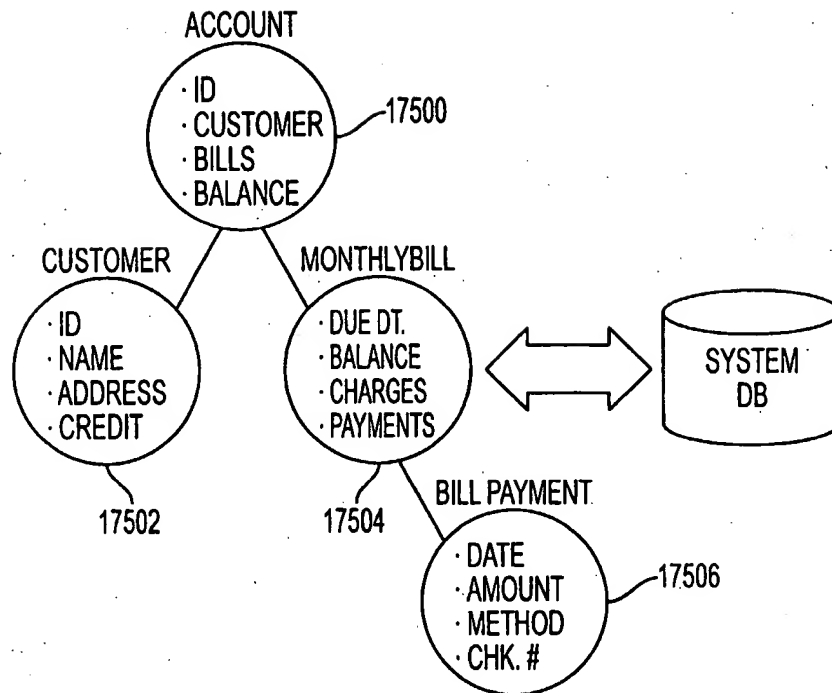 ACCOUNT
· ID
· CUSTOMER
· BILLS
· BALANCE
17500
CUSTOMER
· ID
· NAME
· ADDRESS
· CREDIT
17502
MONTHLYBILL
· DUE DT.
· BALANCE
· CHARGES
· PAYMENTS
17504
SYSTEM
DB
BILL PAYMENT
· DATE
· AMOUNT
· METHOD
· CHK. #
17506